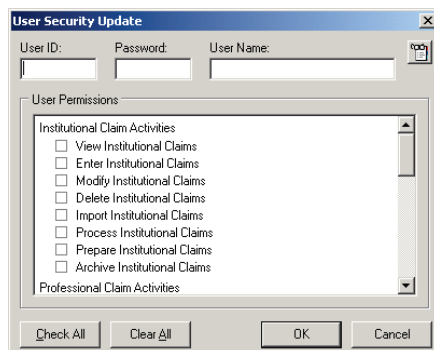 User Security Update
User ID: Password: User Name:
User Permissions
Institutional Claim Activities
View Institutional Claims
Enter Institutional Claims
Modify Institutional Claims
Delete Institutional Claims
Import Institutional Claims
Process Institutional Claims
Prepare Institutional Claims
Archive Institutional Claims
Professional Claim Activities
Check All Clear All OK Cancel